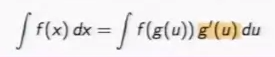 ∫ f(x) dx = ∫ f(g(u)) g′(u) du